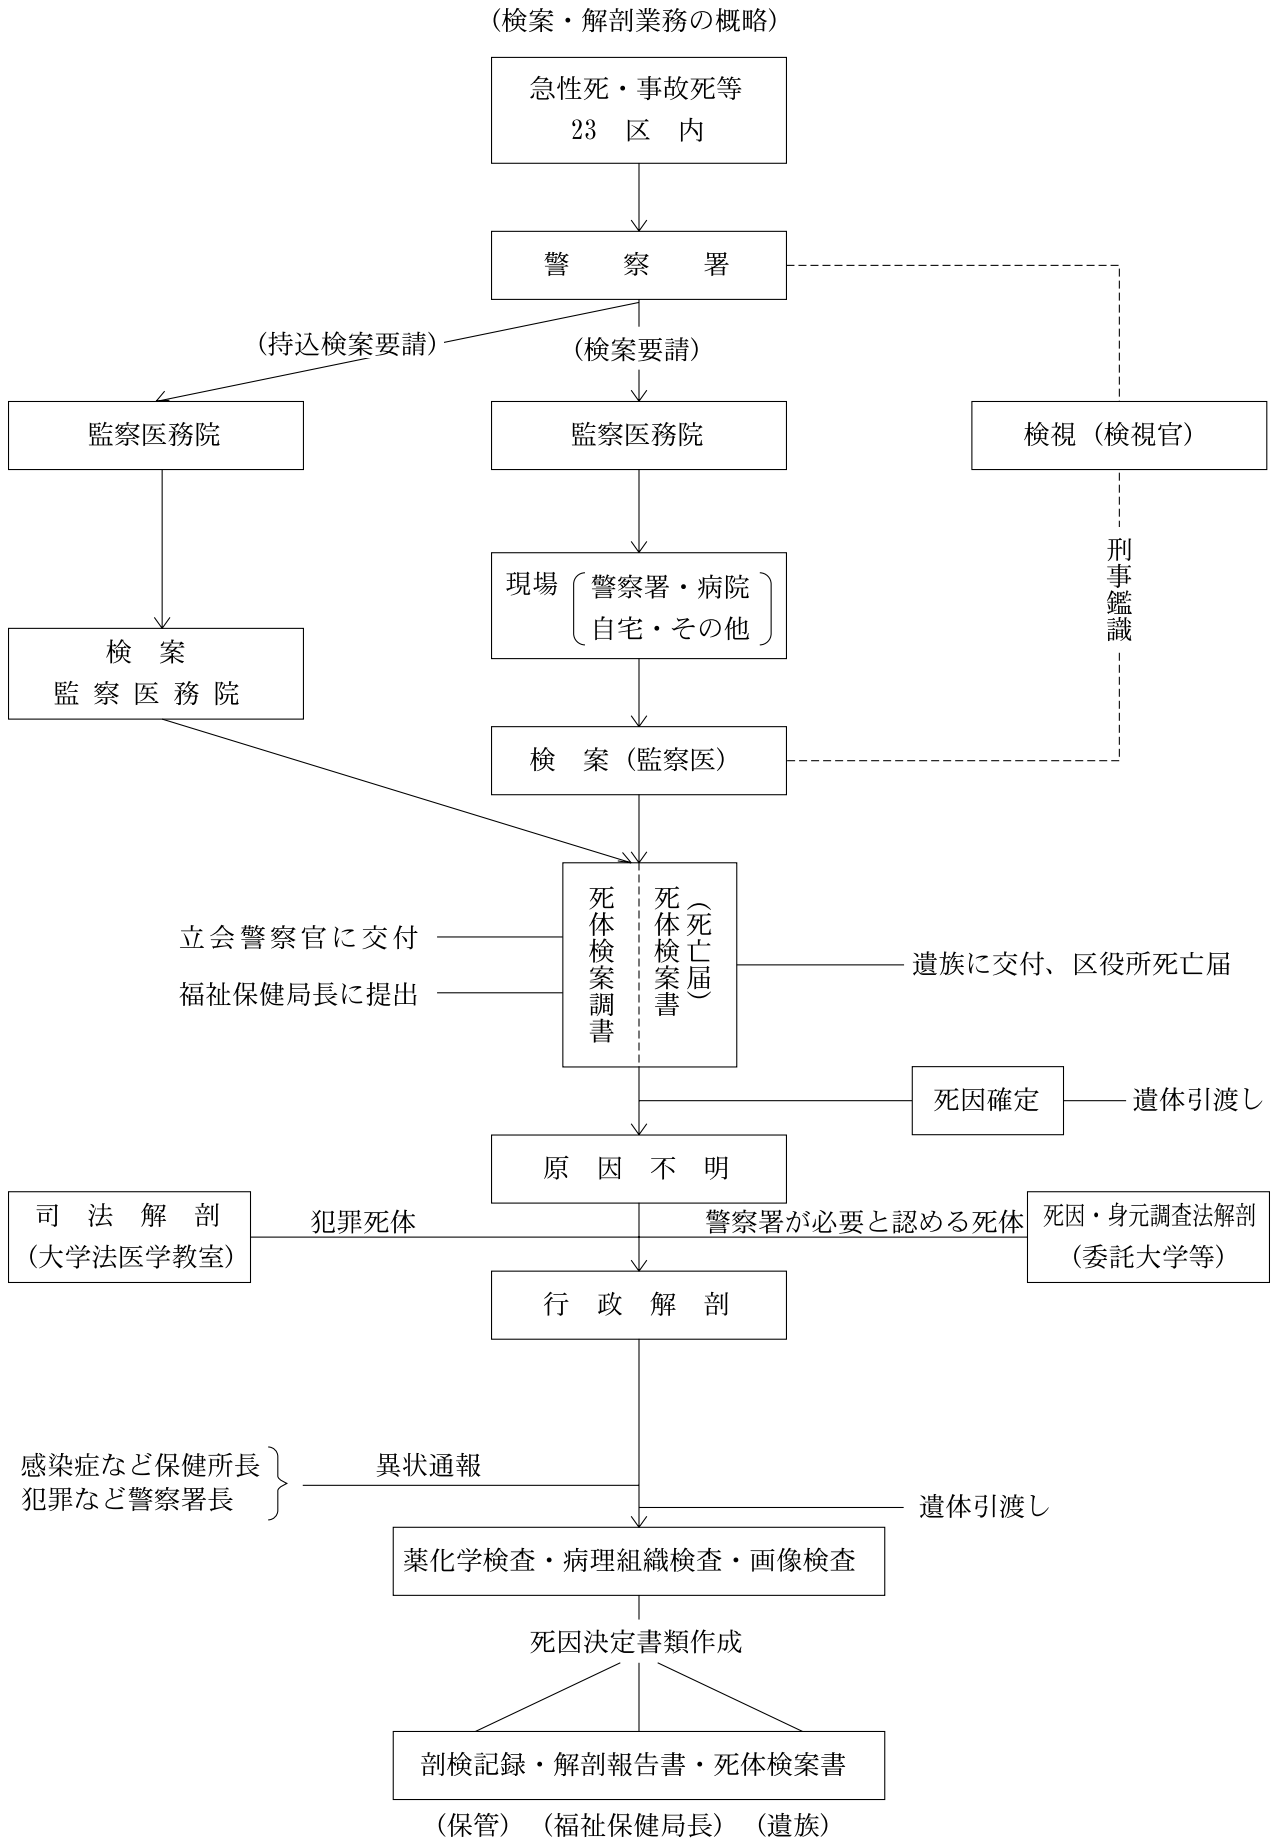 （検案・解剖業務の概略）
急性死・事故死等
23　区　内
警　察　署
（持込検案要請）
（検案要請）
監察医務院
監察医務院
検視（検視官）
現場
警察署・病院
自宅・その他
刑事鑑識
検　案
監察医務院
検　案（監察医）
死体検案調書
死体検案書
（死亡届）
立会警察官に交付
福祉保健局長に提出
遺族に交付、区役所死亡届
死因確定
遺体引渡し
原　因　不　明
司　法　解　剖
（大学法医学教室）
犯罪死体
警察署が必要と認める死体
死因・身元調査法解剖
（委託大学等）
行　政　解　剖
感染症など保健所長
犯罪など警察署長
異状通報
遺体引渡し
薬化学検査・病理組織検査・画像検査
死因決定書類作成
剖検記録・解剖報告書・死体検案書
（保管）（福祉保健局長）（遺族）